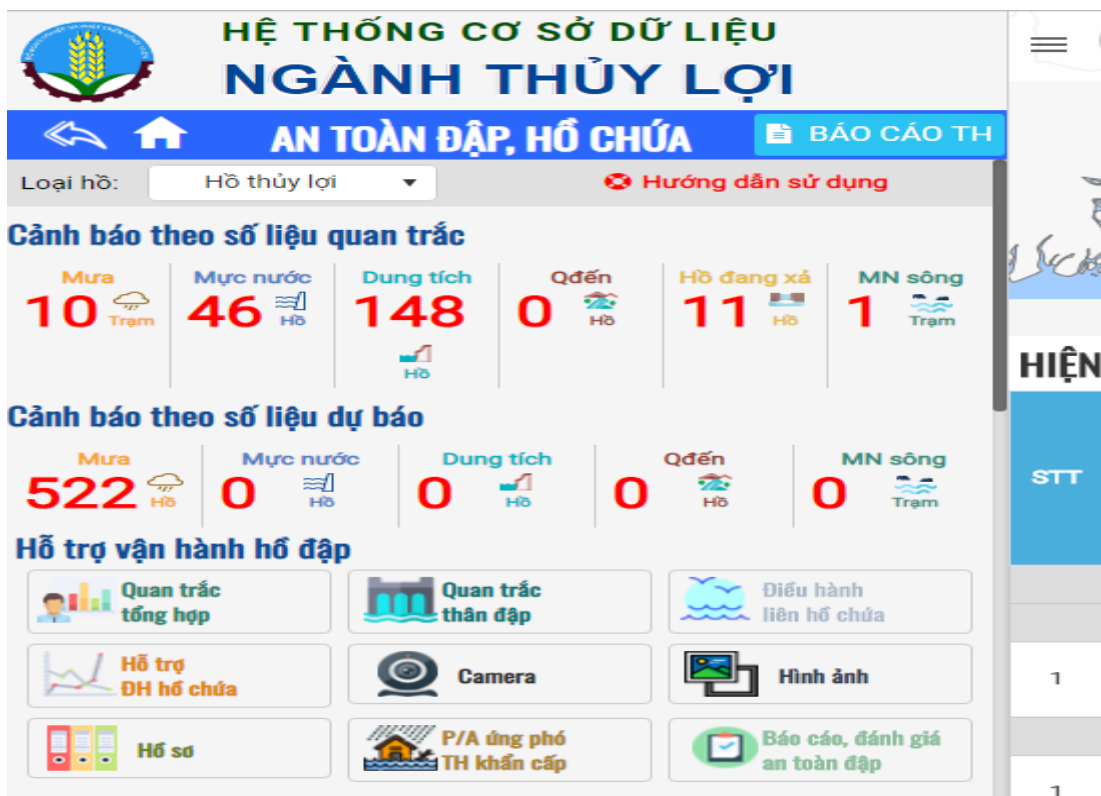 HỆ THỐNG CƠ SỞ DỮ LIỆU
NGÀNH THỦY LỢI
AN TOÀN ĐẬP, HỒ CHỨA
BÁO CÁO TH
Loại hồ:
Hồ thủy lợi
Hướng dẫn sử dụng
Cảnh báo theo số liệu quan trắc
Mưa
10
Trạm
Mực nước
46
Hồ
Dung tích
148
Hồ
Qđến
0
Hồ
Hồ đang xả
11
Hồ
MN sông
1
Trạm
Cảnh báo theo số liệu dự báo
Mưa
522
Hồ
Mực nước
0
Hồ
Dung tích
0
Hồ
Qđến
0
Hồ
MN sông
0
Trạm
Hỗ trợ vận hành hồ đập
Quan trắc
tổng hợp
Quan trắc
thân đập
Điều hành
liên hồ chứa
Hỗ trợ
ĐH hồ chứa
Camera
Hình ảnh
Hồ sơ
P/A ứng phó
TH khẩn cấp
Báo cáo, đánh giá
an toàn đập
HIỆN
STT
1
1